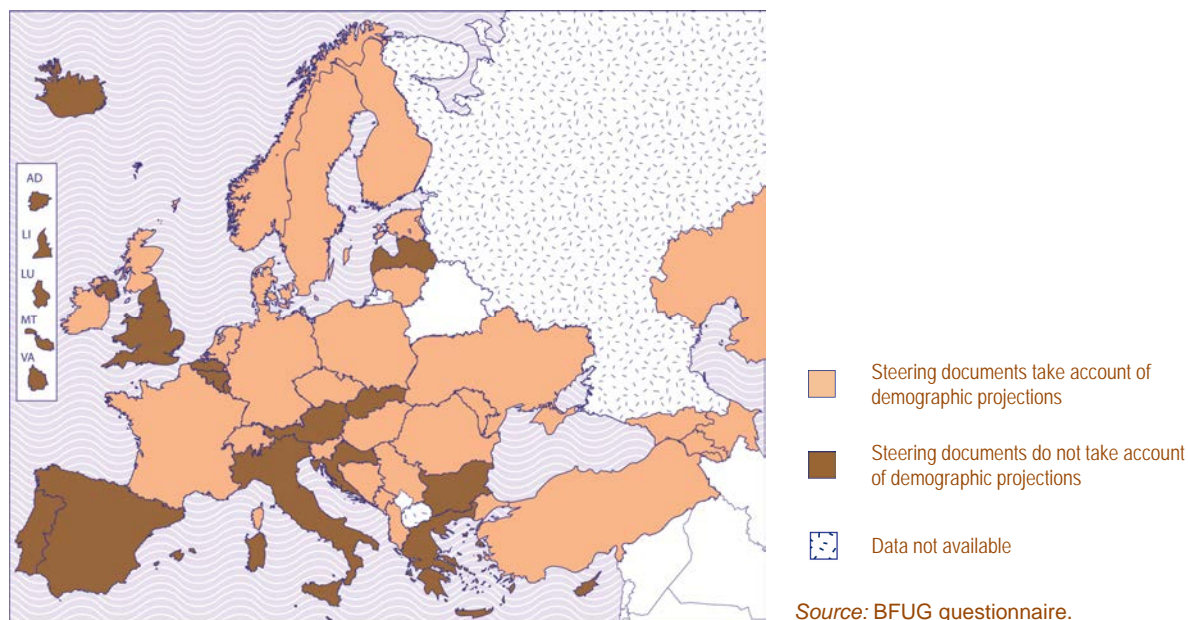 AD
LI
LU
MT
VA
Steering documents take account of
demographic projections
Steering documents do not take account
of demographic projections
Data not available
Source: BFUG questionnaire.